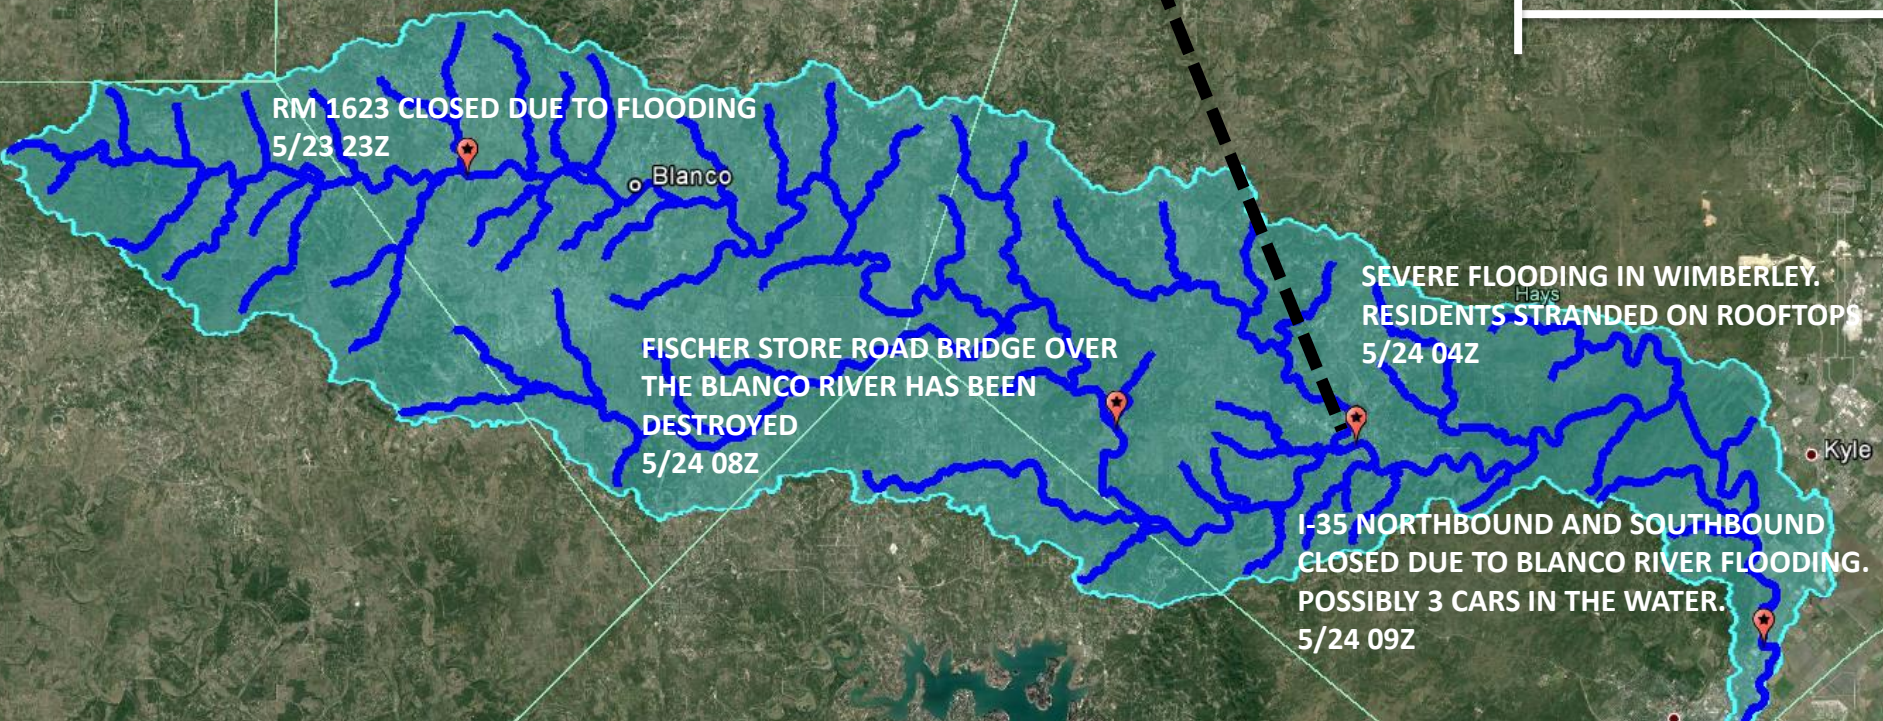 RM 1623 CLOSED DUE TO FLOODING
5/23 23Z
Blanco
SEVERE FLOODING IN WIMBERLEY.
Hays
RESIDENTS STRANDED ON ROOFTOPS
5/24 04Z
FISCHER STORE ROAD BRIDGE OVER
THE BLANCO RIVER HAS BEEN
DESTROYED
5/24 08Z
Kyle
I-35 NORTHBOUND AND SOUTHBOUND
CLOSED DUE TO BLANCO RIVER FLOODING.
POSSIBLY 3 CARS IN THE WATER.
5/24 09Z